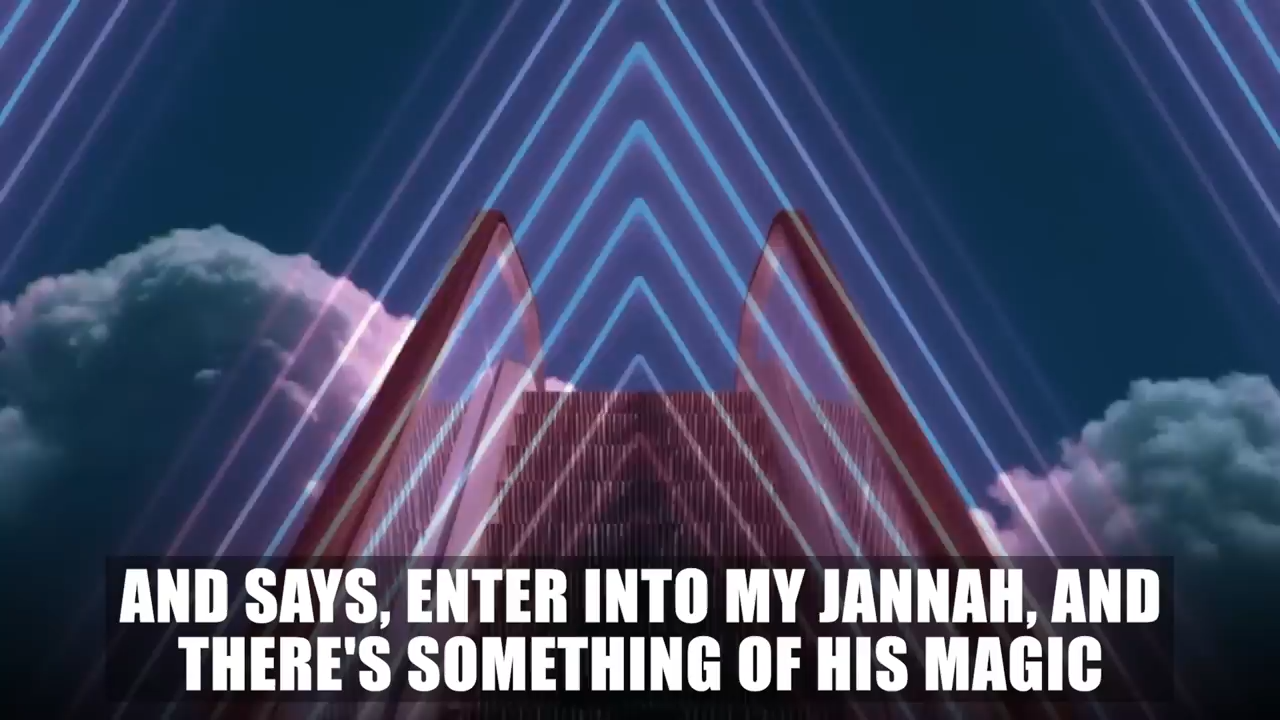 AND SAYS, ENTER INTO MY JANNAH, AND
THERE'S SOMETHING OF HIS MAGIC